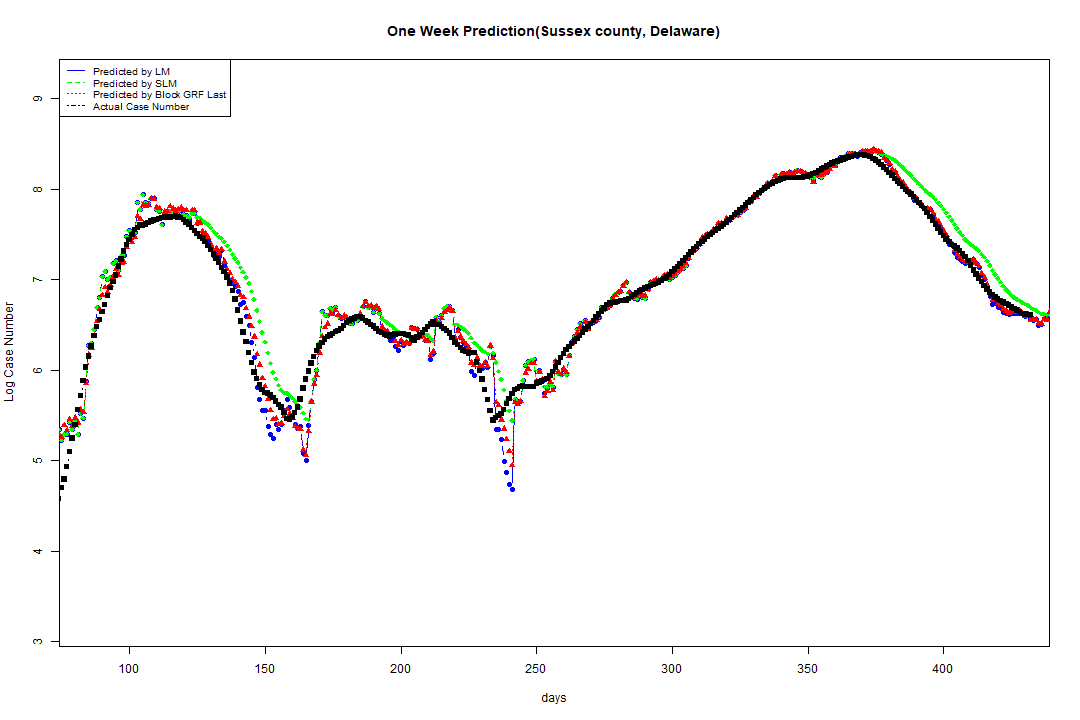 One Week Prediction(Sussex county, Delaware)
Predicted by LM
Predicted by SLM
Predicted by Block GRF Last
Actual Case Number
9
8
7
6
5
4
3
Log Case Number
100 150 200 250 300 350 400
days